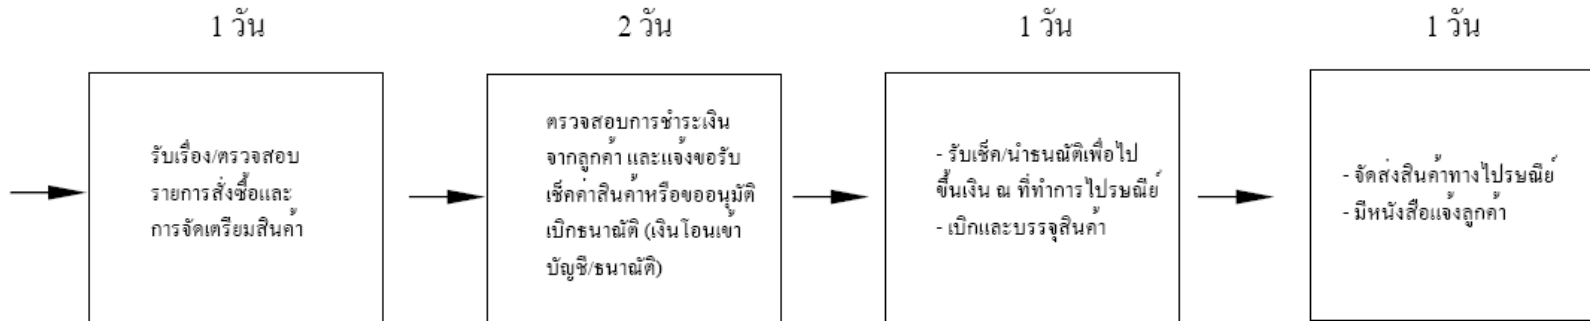 1 วัน
2 วัน
1 วัน
1 วัน
รับเรื่อง/ตรวจสอบ
รายการสั่งซื้อและ
การจัดเตรียมสินค้า
ตรวจสอบการชำระเงิน
จากลูกค้า และแจ้งขอรับ
เช็คค่าสินค้าหรือขออนุมัติ
เบิกธนาณัติ (เงินโอนเข้า
บัญชี/ธนาณัติ)
- รับเช็ค/นำธนณัติเพื่อไป
ขึ้นเงิน ณ ที่ทำการไปรษณีย์
- เบิกและบรรจุสินค้า
- จัดส่งสินค้าทางไปรษณีย์
- มีหนังสือแจ้งลูกค้า